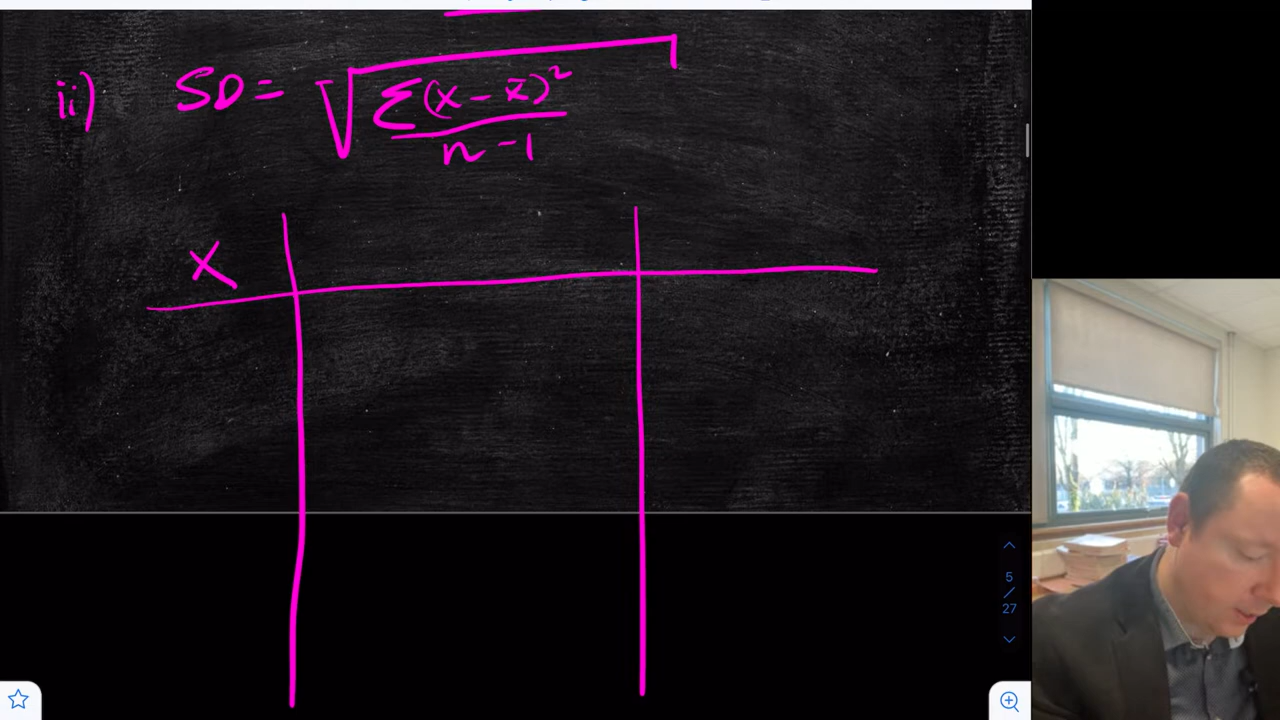 ii) SD = √Σ(x - x̄)²
n - 1
X
5
/
27